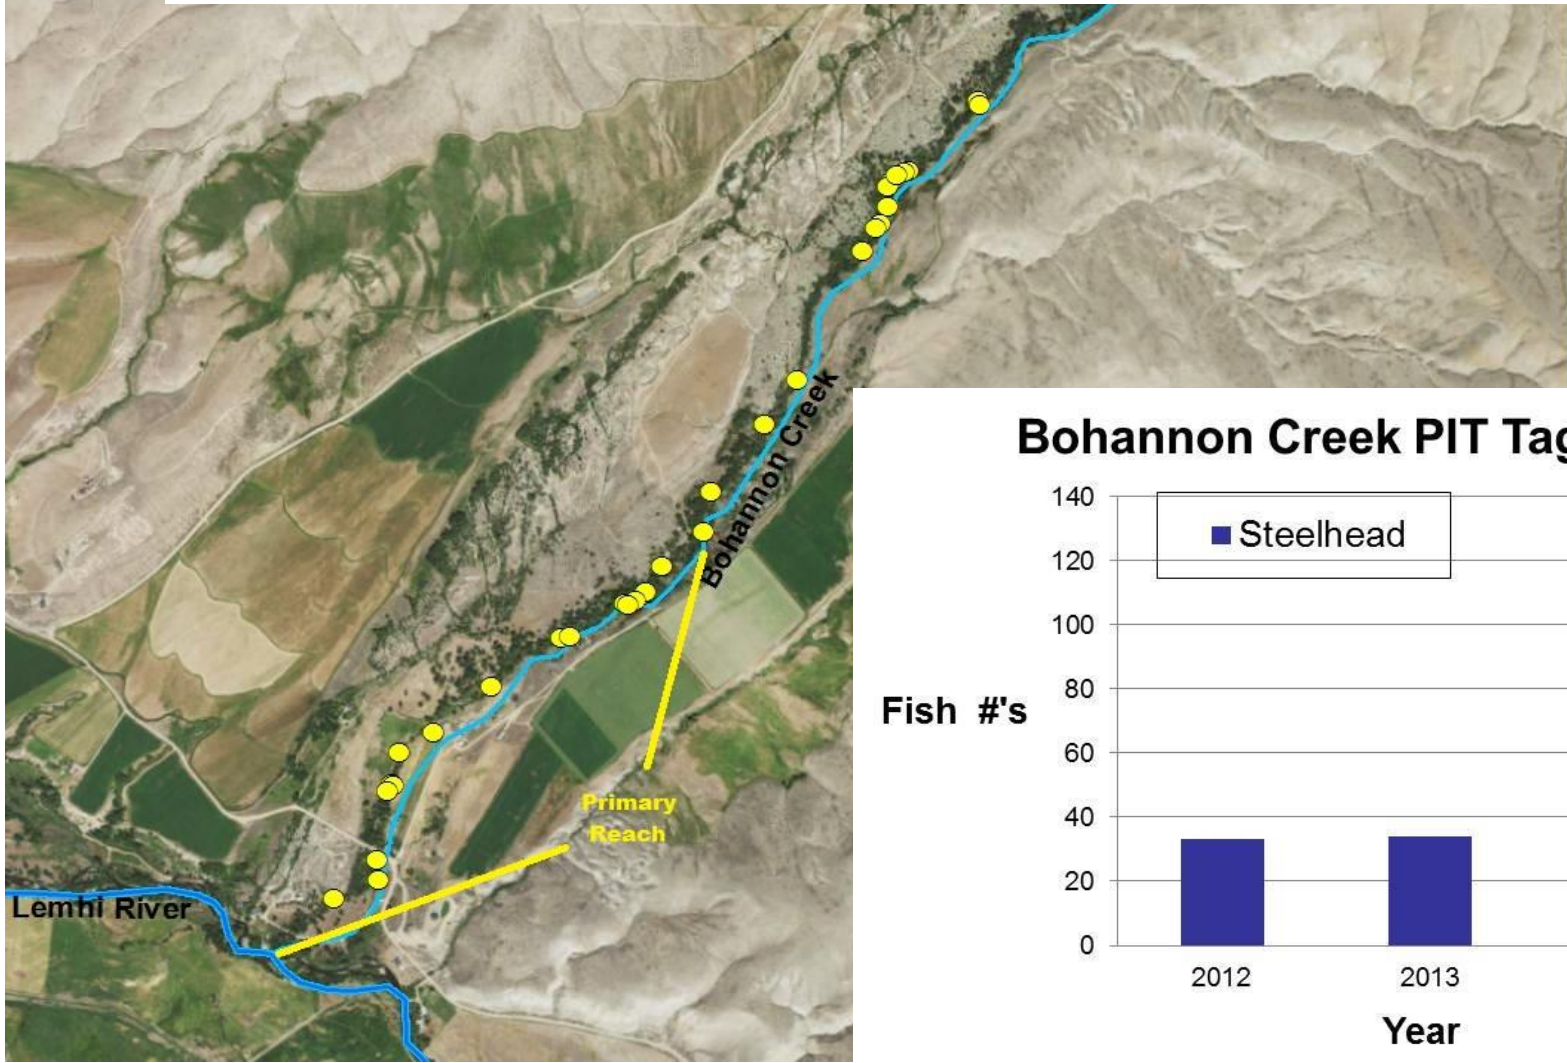 Bohannon Creek
Primary
Reach
Lemhi River
Bohannon Creek PIT Tag
140
120
100
80
60
40
20
0
Steelhead
Fish #'s
2012 2013
Year